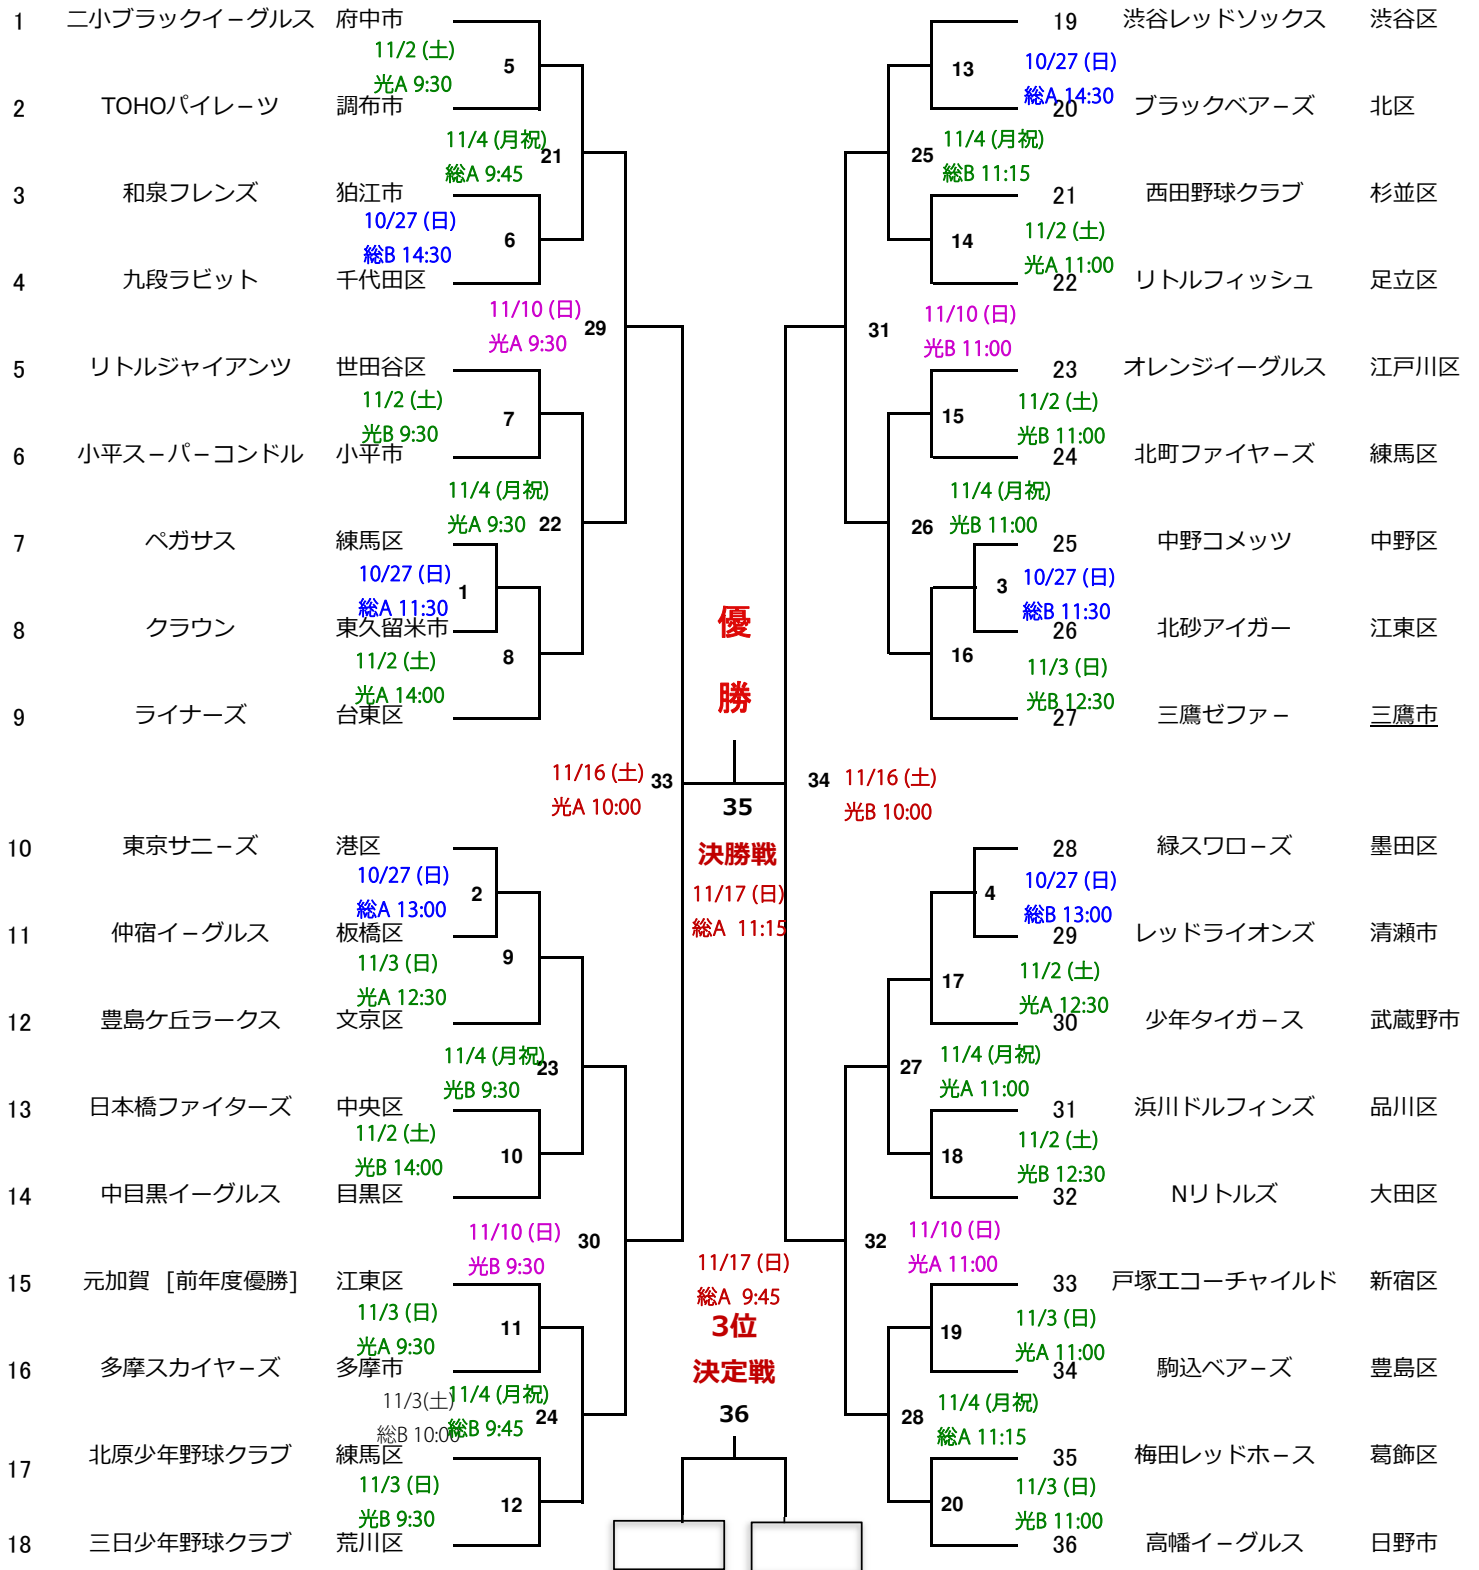 1 二小ブラックイーグルス 府中市
11/2 (土)
光A 9:30
5
2 TOHOパイレーツ 調布市
11/4 (月祝)
総A 9:45
21
3 和泉フレンズ 狛江市
10/27 (日)
総B 14:30
6
4 九段ラビット 千代田区
11/10 (日)
光A 9:30
29
5 リトルジャイアンツ 世田谷区
11/2 (土)
光B 9:30
7
6 小平スーパーコンドル 小平市
11/4 (月祝)
光A 9:30
22
7 ペガサス 練馬区
10/27 (日)
総A 11:30
1
8 クラウン 東久留米市
11/2 (土)
光A 14:00
8
9 ライナーズ 台東区
11/16 (土)
光A 10:00
33
10 東京サニーズ 港区
10/27 (日)
総A 13:00
2
11 仲宿イーグルス 板橋区
11/3 (日)
光A 12:30
9
12 豊島ケ丘ラークス 文京区
11/4 (月祝)
光B 9:30
23
13 日本橋ファイターズ 中央区
11/2 (土)
光B 14:00
10
14 中目黒イーグルス 目黒区
11/10 (日)
光B 9:30
30
15 元加賀 [前年度優勝] 江東区
11/3 (日)
光A 9:30
11
16 多摩スカイヤーズ 多摩市
11/3(土)
総B 10:00
11/4 (月祝)
総B 9:45
24
17 北原少年野球クラブ 練馬区
11/3 (日)
光B 9:30
12
18 三日少年野球クラブ 荒川区
優
勝
35
決勝戦
11/17 (日)
総A 11:15
11/17 (日)
総A 9:45
3位
決定戦
36
19 渋谷レッドソックス 渋谷区
10/27 (日)
総A 14:30
13
20 ブラックベアーズ 北区
11/4 (月祝)
総B 11:15
25
21 西田野球クラブ 杉並区
11/2 (土)
光A 11:00
14
22 リトルフィッシュ 足立区
11/10 (日)
光B 11:00
31
23 オレンジイーグルス 江戸川区
11/2 (土)
光B 11:00
15
24 北町ファイヤーズ 練馬区
11/4 (月祝)
光B 11:00
26
25 中野コメッツ 中野区
10/27 (日)
総B 11:30
3
26 北砂アイガー 江東区
11/3 (日)
光B 12:30
16
27 三鷹ゼファー 三鷹市
34
11/16 (土)
光B 10:00
28 緑スワローズ 墨田区
10/27 (日)
総B 13:00
4
29 レッドライオンズ 清瀬市
11/2 (土)
光A 12:30
17
30 少年タイガース 武蔵野市
11/4 (月祝)
光A 11:00
27
31 浜川ドルフィンズ 品川区
11/2 (土)
光B 12:30
18
32 Nリトルズ 大田区
11/10 (日)
光A 11:00
32
33 戸塚エコーチャイルド 新宿区
11/3 (日)
光A 11:00
19
34 駒込ベアーズ 豊島区
11/4 (月祝)
総A 11:15
28
35 梅田レッドホース 葛飾区
11/3 (日)
光B 11:00
20
36 高幡イーグルス 日野市